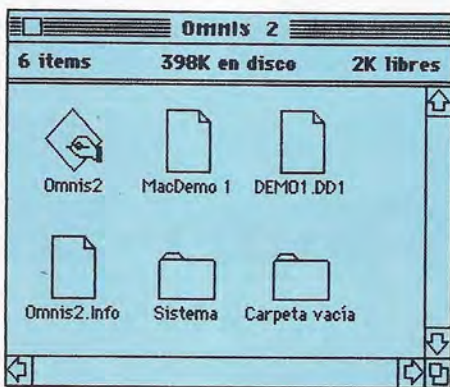 Omnis 2
6 items 398K en disco 2K libres
Omnis2 MacDemo 1 DEMO1.DD1
Omnis2.Info Sistema Carpeta vacía